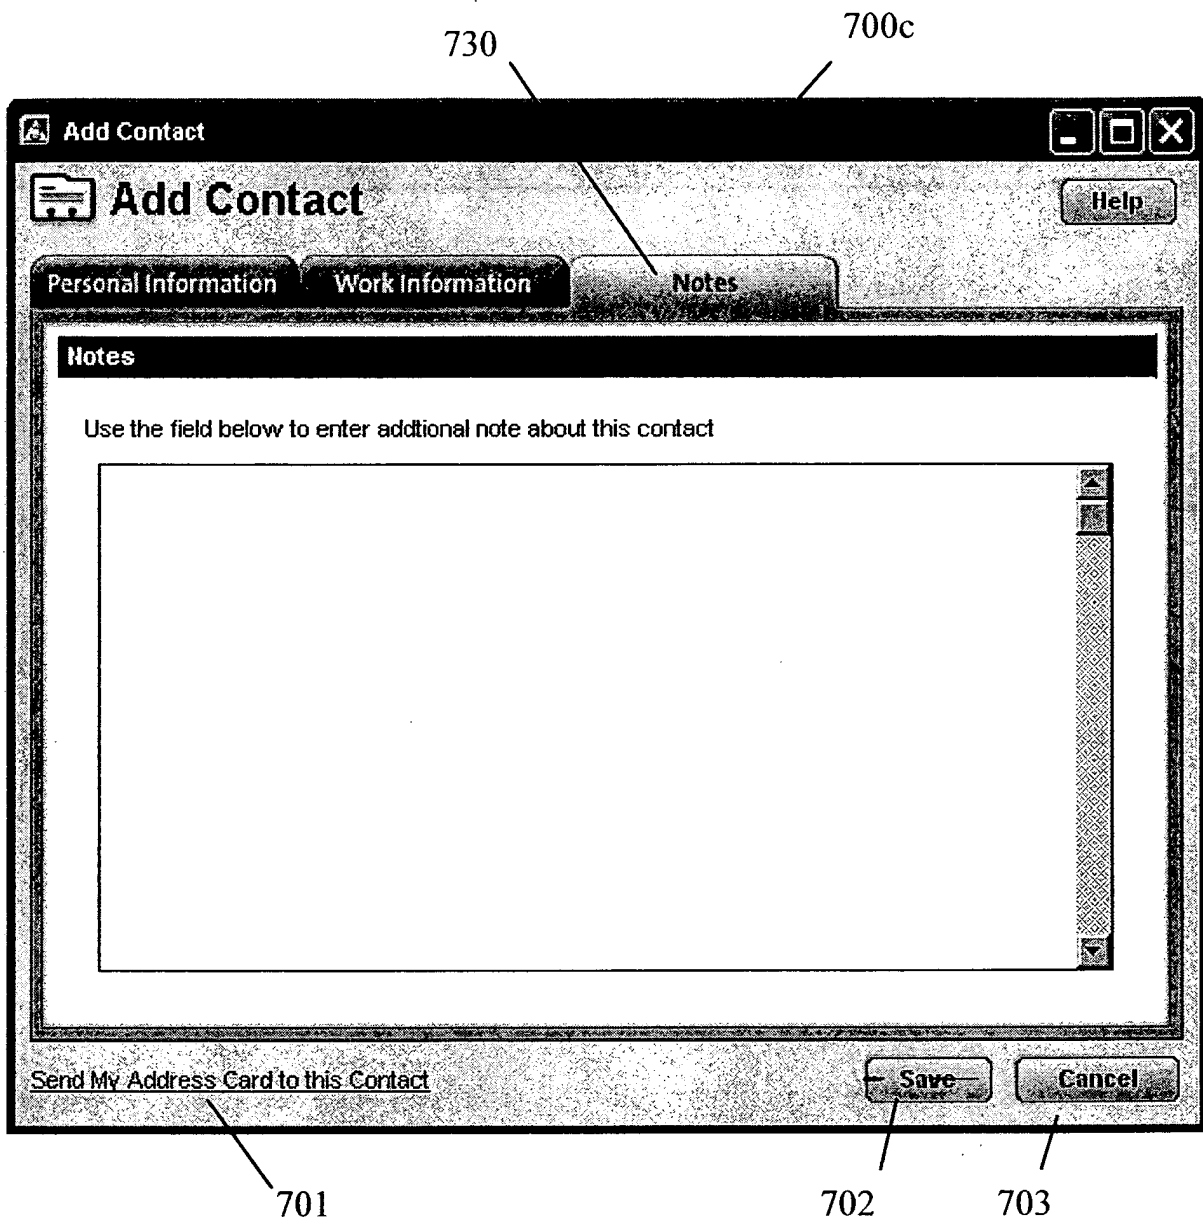 730 700c
Add Contact
Add Contact Help
Personal Information Work Information Notes
Notes
Use the field below to enter addtional note about this contact
Send My Address Card to this Contact Save Cancel
701 702 703